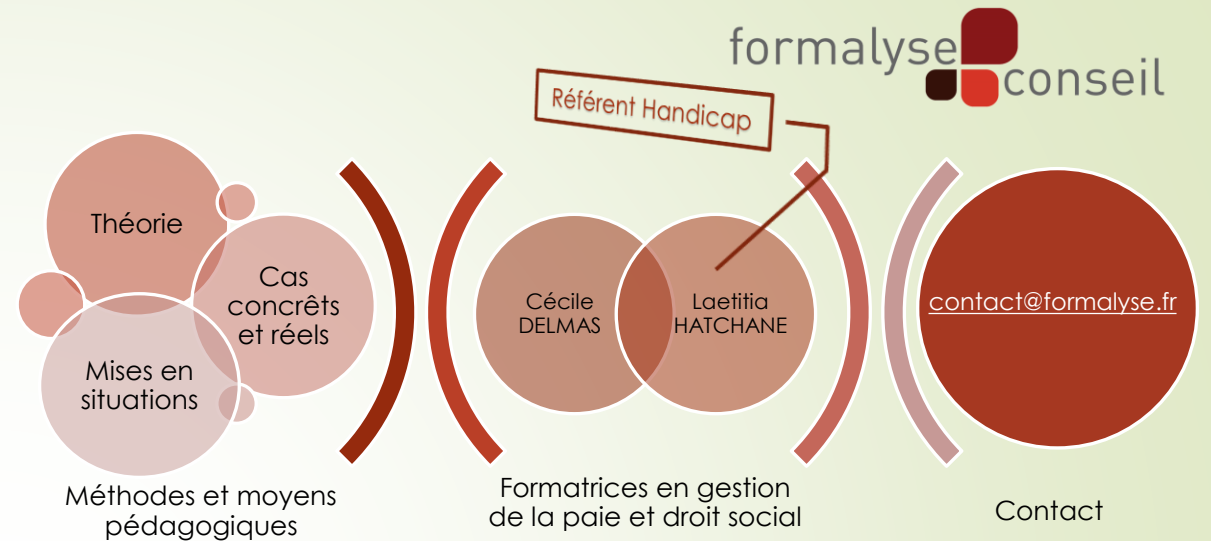 formalyse
conseil
Référent Handicap
Théorie
Cas
concrêts
et réels
Mises en
situations
Méthodes et moyens
pédagogiques
Cécile
DELMAS
Laetitia
HATCHANE
Formatrices en gestion
de la paie et droit social
contact@formalyse.fr
Contact